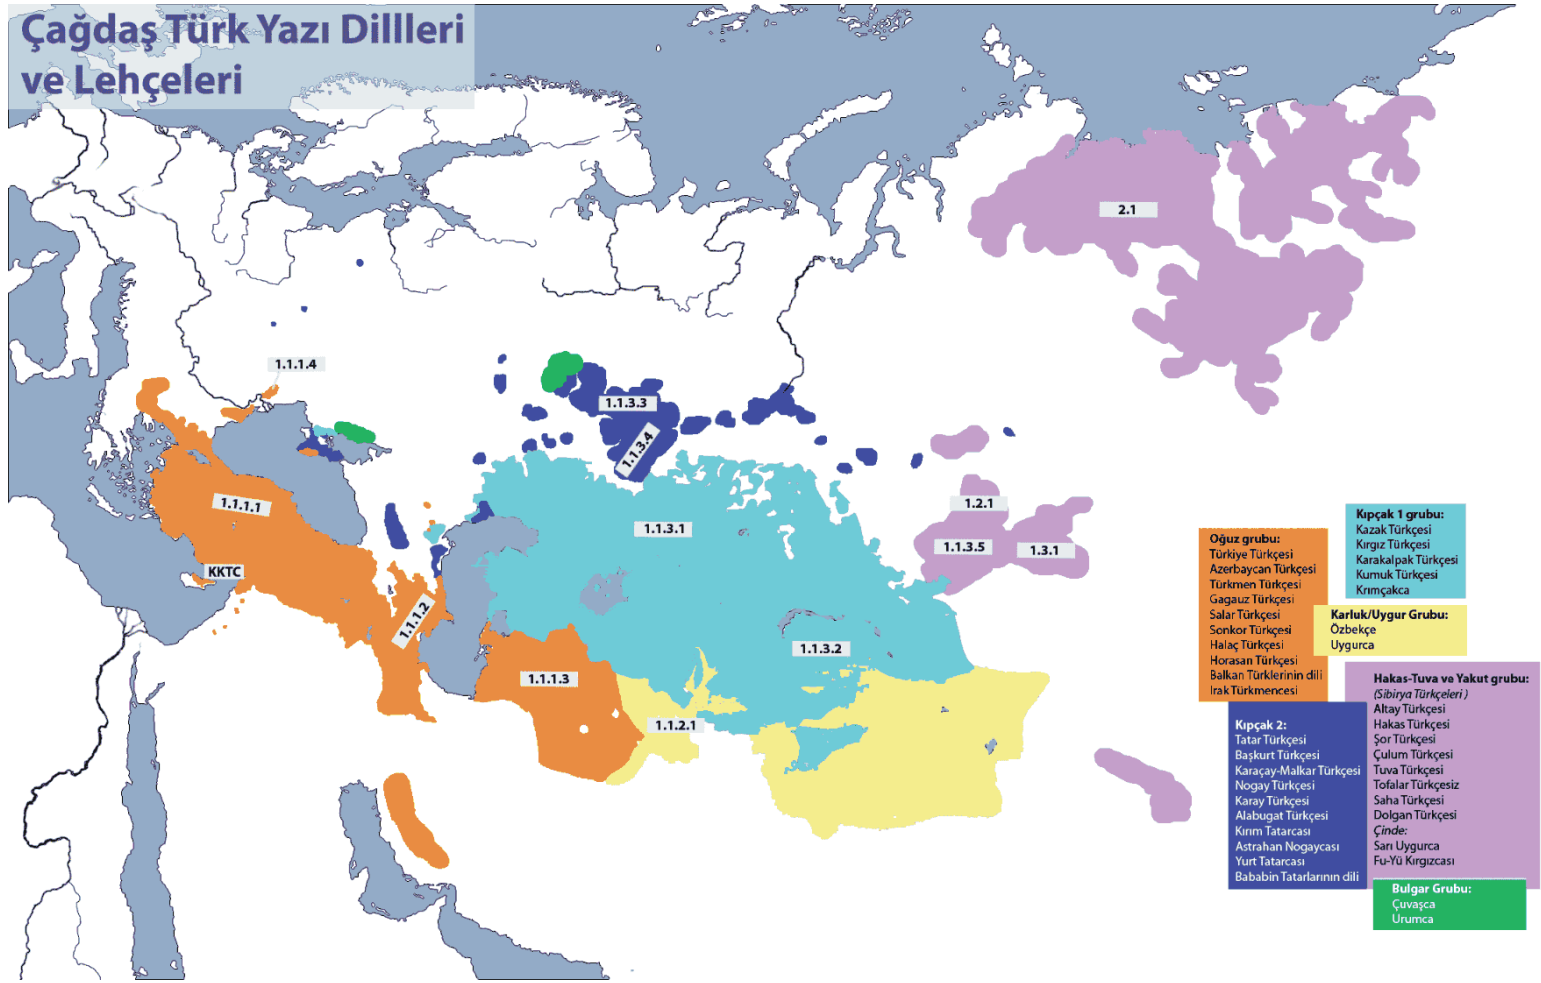 Çağdaş Türk Yazı Dillleri
ve Lehçeleri
2.1
1.1.1.4
1.1.3.3
1.1.3.4
1.1.1.1
1.2.1
1.1.3.1
1.1.3.5
1.3.1
KKTC
1.1.1.2
1.1.3.2
1.1.1.3
1.1.2.1
Oğuz grubu:
Türkiye Türkçesi
Azerbaycan Türkçesi
Türkmen Türkçesi
Gagauz Türkçesi
Salar Türkçesi
Sonkor Türkçesi
Halaç Türkçesi
Horasan Türkçesi
Balkan Türklerinin dili
Irak Türkmencesi
Kıpçak 1 grubu:
Kazak Türkçesi
Kırgız Türkçesi
Karakalpak Türkçesi
Kumuk Türkçesi
Krımçakca
Karluk/Uygur Grubu:
Özbekçe
Uygurca
Hakas-Tuva ve Yakut grubu:
(Sibirya Türkçeleri )
Altay Türkçesi
Hakas Türkçesi
Şor Türkçesi
Çulum Türkçesi
Tuva Türkçesi
Tofalar Türkçesiz
Saha Türkçesi
Dolgan Türkçesi
Çinde:
Sarı Uygurca
Fu-Yü Kırgızcası
Kıpçak 2:
Tatar Türkçesi
Başkurt Türkçesi
Karaçay-Malkar Türkçesi
Nogay Türkçesi
Karay Türkçesi
Alabugat Türkçesi
Kırım Tatarcası
Astrahan Nogaycası
Yurt Tatarcası
Bababin Tatarlarının dili
Bulgar Grubu:
Çuvaşca
Urumca